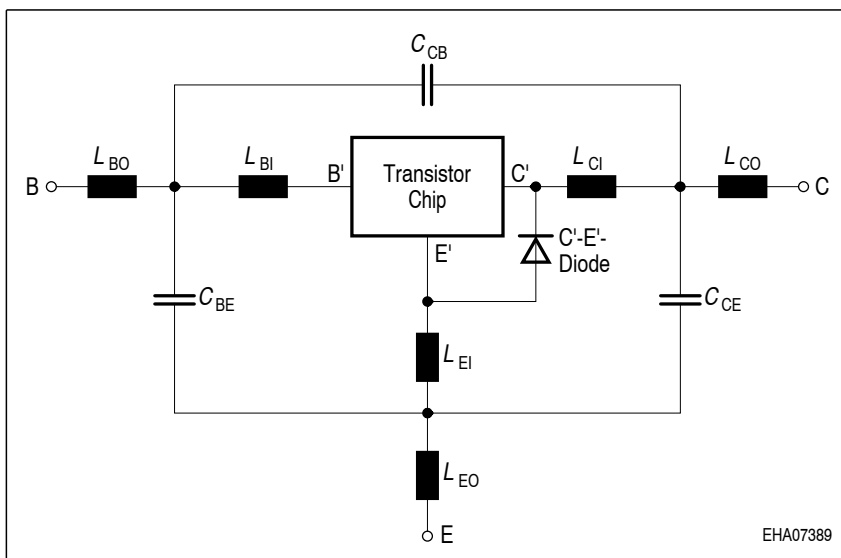 C CB
L BO
L BI
L CI
L CO
B
B'
Transistor
Chip
C'
C
E'
C'-E'-
Diode
C BE
C CE
L EI
L EO
E
EHA07389